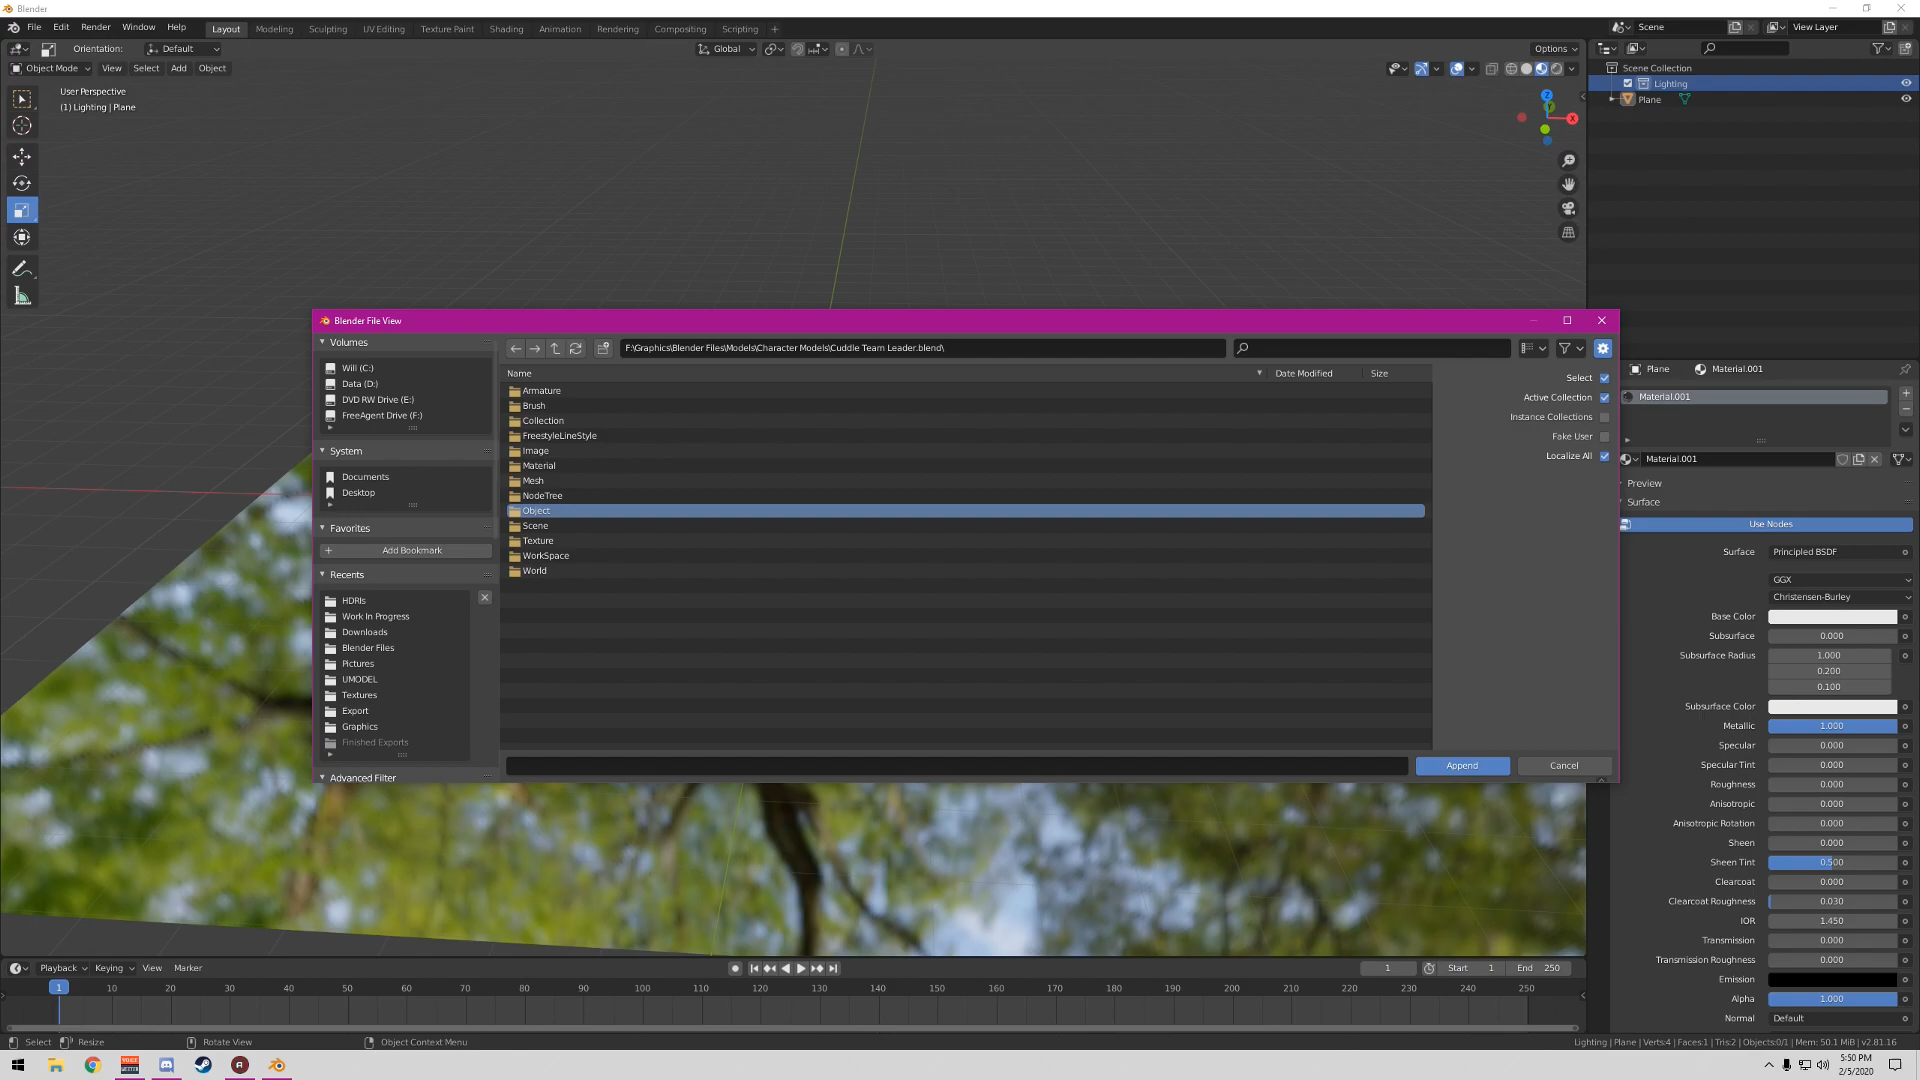 Blender
File Edit Render Window Help Layout Modeling Sculpting UV Editing Texture Paint Shading Animation Rendering Compositing Scripting + Scene View Layer
Orientation: Default Global Options
Object Mode View Select Add Object
User Perspective
(1) Lighting | Plane
Z
Y
X
Scene Collection
Lighting
Plane
Blender File View
Volumes
Will (C:)
Data (D:)
DVD RW Drive (E:)
FreeAgent Drive (F:)
System
Documents
Desktop
Favorites
Add Bookmark
Recents
HDRIs
Work In Progress
Downloads
Blender Files
Pictures
UMODEL
Textures
Export
Graphics
Finished Exports
Advanced Filter
F:\Graphics\Blender Files\Models\Character Models\Cuddle Team Leader.blend\
Name Date Modified Size
Armature
Brush
Collection
FreestyleLineStyle
Image
Material
Mesh
NodeTree
Object
Scene
Texture
WorkSpace
World
Select
Active Collection
Instance Collections
Fake User
Localize All
Append Cancel
Plane Material.001
Material.001
Material.001
Preview
Surface
Use Nodes
Surface Principled BSDF
GGX
Christensen-Burley
Base Color
Subsurface 0.000
Subsurface Radius 1.000
0.200
0.100
Subsurface Color
Metallic 1.000
Specular 0.000
Specular Tint 0.000
Roughness 0.000
Anisotropic 0.000
Anisotropic Rotation 0.000
Sheen 0.000
Sheen Tint 0.500
Clearcoat 0.000
Clearcoat Roughness 0.030
IOR 1.450
Transmission 0.000
Transmission Roughness 0.000
Emission
Alpha 1.000
Normal Default
Playback Keying View Marker 1 Start 1 End 250
1 10 20 30 40 50 60 70 80 90 100 110 120 130 140 150 160 170 180 190 200 210 220 230 240 250
Select Resize Rotate View Object Context Menu Lighting | Plane | Verts:4 | Faces:1 | Tris:2 | Objects:0/1 | Mem: 50.1 MiB | v2.81.16
5:50 PM
2/5/2020